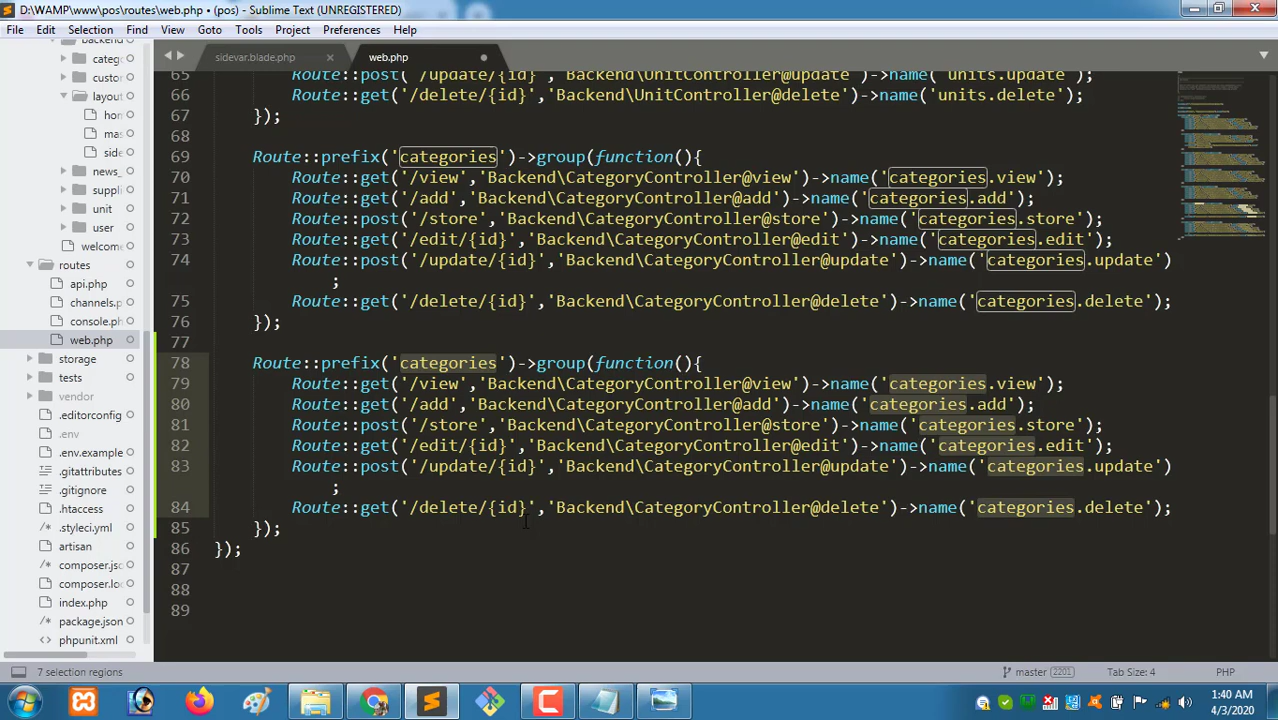 D:\WAMP\www\pos\routes\web.php • (pos) - Sublime Text (UNREGISTERED)
File Edit Selection Find View Goto Tools Project Preferences Help
sidevar.blade.php × web.php
backend
categ
custo
layou
hon
ma:
side
news_
suppli
unit
user
welcom
routes
api.php
channels.p
console.ph
web.php
storage
tests
vendor
.editorconfig
.env
.env.example
.gitattributes
.gitignore
.htaccess
.styleci.yml
artisan
composer.jso
composer.loc
index.php
package.json
phpunit.xml
65 Route::post('/update/{id}','Backend\UnitController@update')->name('units.update');
66 Route::get('/delete/{id}','Backend\UnitController@delete')->name('units.delete');
67 });
68
69 Route::prefix('categories')->group(function(){
70 Route::get('/view','Backend\CategoryController@view')->name('categories.view');
71 Route::get('/add','Backend\CategoryController@add')->name('categories.add');
72 Route::post('/store','Backend\CategoryController@store')->name('categories.store');
73 Route::get('/edit/{id}','Backend\CategoryController@edit')->name('categories.edit');
74 Route::post('/update/{id}','Backend\CategoryController@update')->name('categories.update')
;
75 Route::get('/delete/{id}','Backend\CategoryController@delete')->name('categories.delete');
76 });
77
78 Route::prefix('categories')->group(function(){
79 Route::get('/view','Backend\CategoryController@view')->name('categories.view');
80 Route::get('/add','Backend\CategoryController@add')->name('categories.add');
81 Route::post('/store','Backend\CategoryController@store')->name('categories.store');
82 Route::get('/edit/{id}','Backend\CategoryController@edit')->name('categories.edit');
83 Route::post('/update/{id}','Backend\CategoryController@update')->name('categories.update')
;
84 Route::get('/delete/{id}','Backend\CategoryController@delete')->name('categories.delete');
85 });
86 });
87
88
89
7 selection regions master 2201 Tab Size: 4 PHP
1:40 AM
4/3/2020